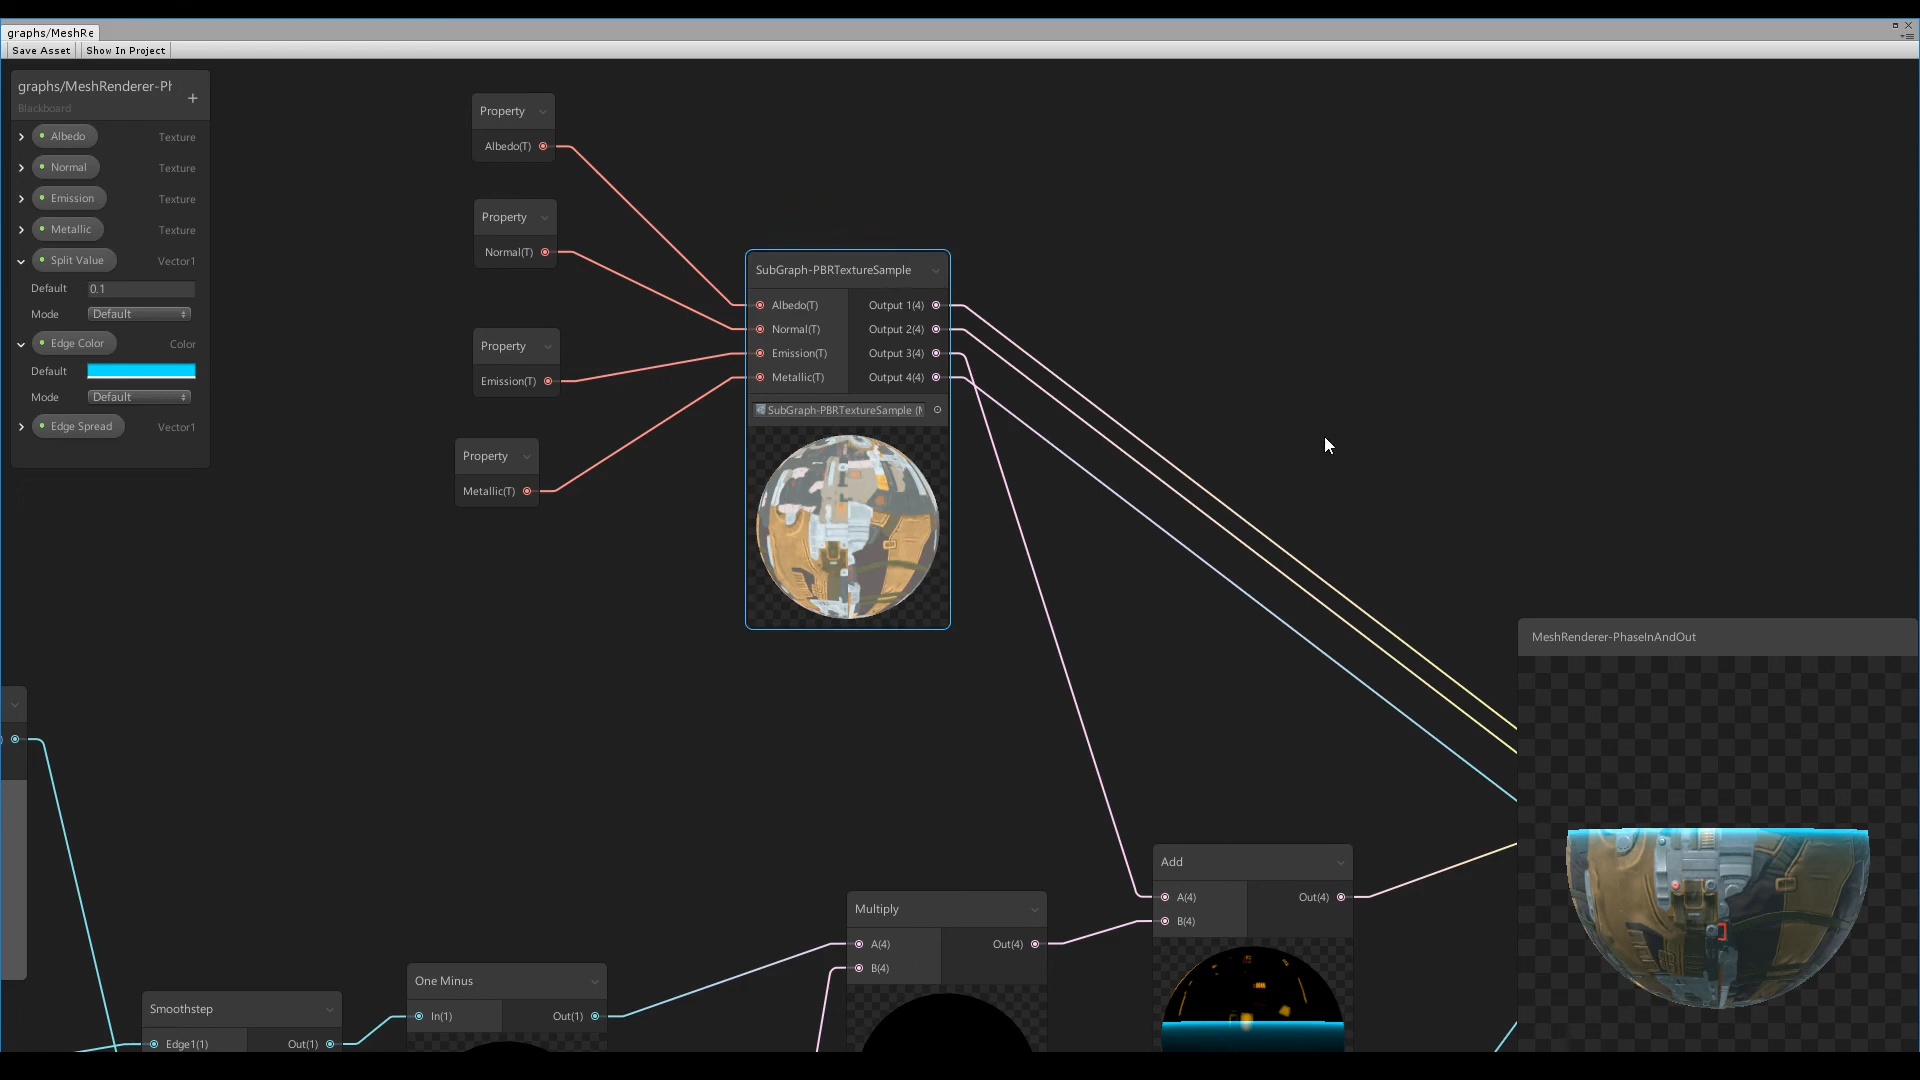 graphs/MeshRe
Save Asset Show In Project
graphs/MeshRenderer-Ph
Blackboard
Albedo Texture
Normal Texture
Emission Texture
Metallic Texture
Split Value Vector1
Default 0.1
Mode Default
Edge Color Color
Default
Mode Default
Edge Spread Vector1
Property
Albedo(T)
Property
Normal(T)
Property
Emission(T)
Property
Metallic(T)
SubGraph-PBRTextureSample
Albedo(T) Output 1(4)
Normal(T) Output 2(4)
Emission(T) Output 3(4)
Metallic(T) Output 4(4)
SubGraph-PBRTextureSample (M
MeshRenderer-PhaseInAndOut
Add
A(4) Out(4)
B(4)
Multiply
A(4) Out(4)
B(4)
One Minus
In(1) Out(1)
Smoothstep
Edge1(1) Out(1)